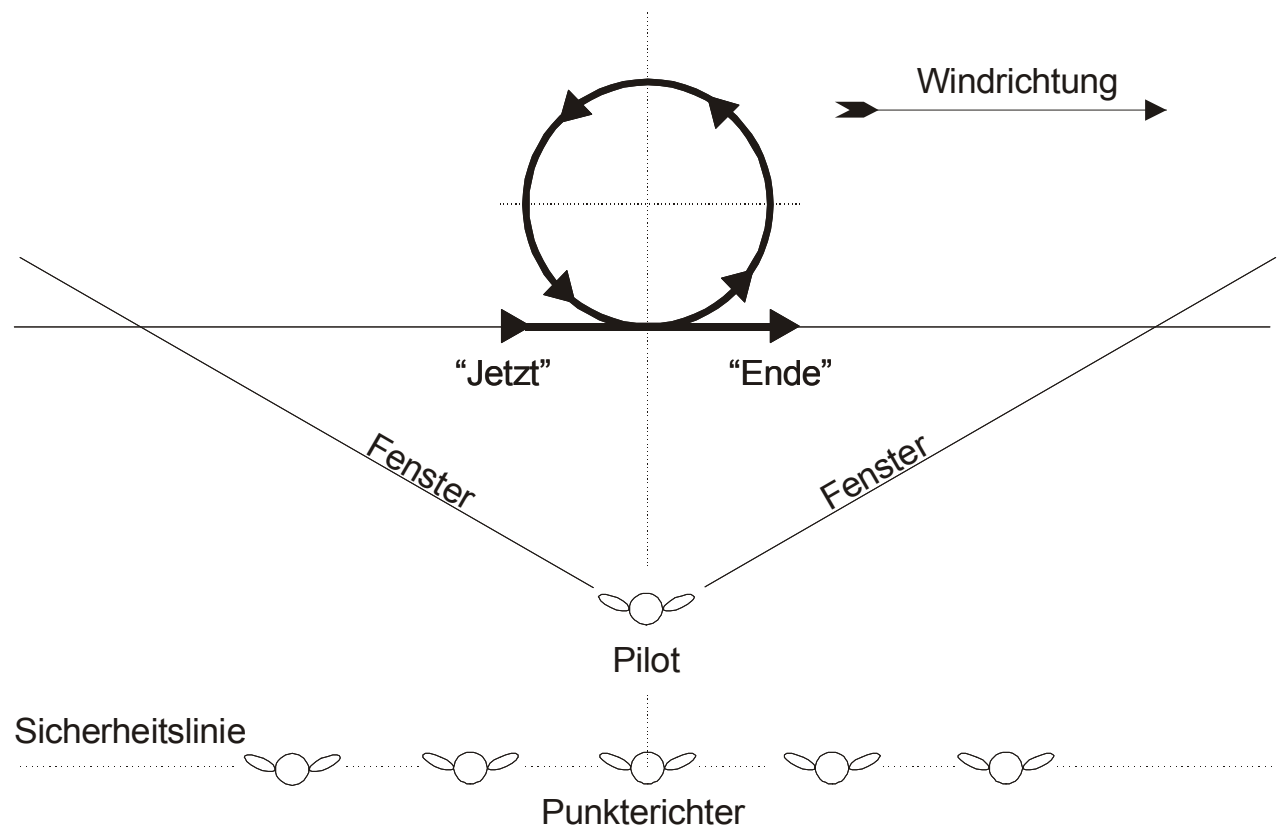 Windrichtung
“Jetzt”
“Ende”
Fenster
Fenster
Pilot
Sicherheitslinie
Punkterichter